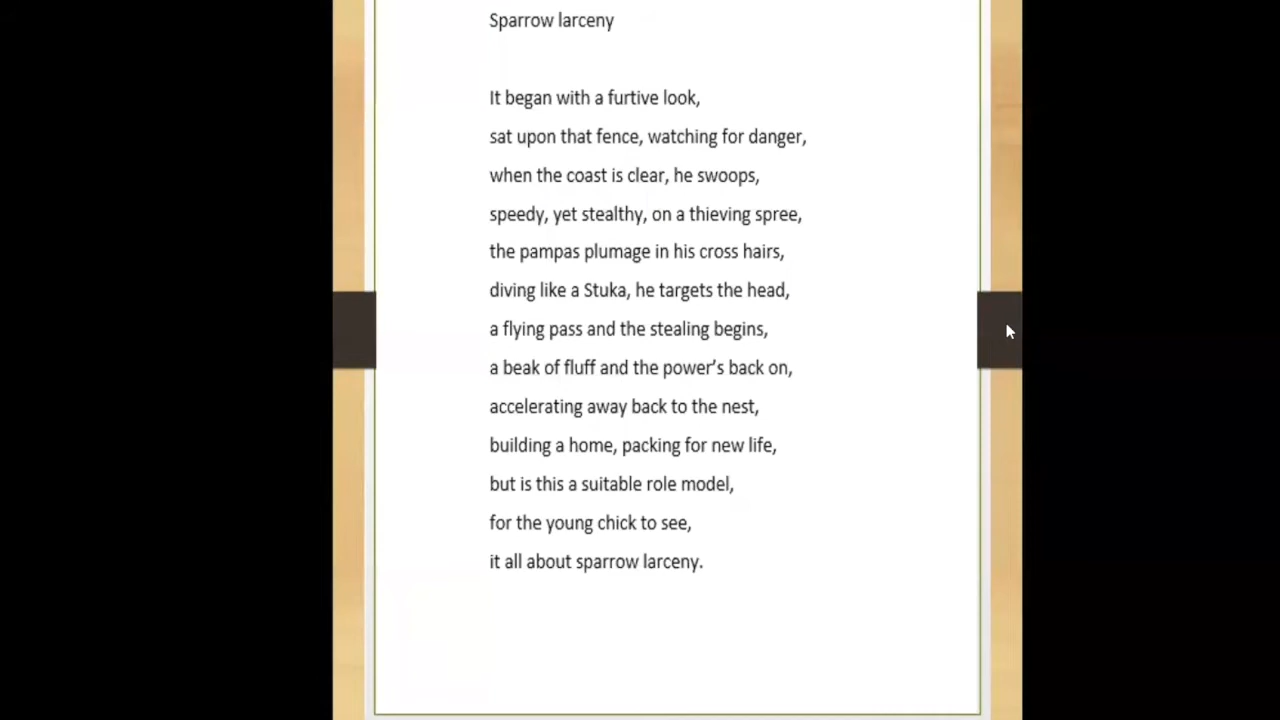 Sparrow larceny
It began with a furtive look,
sat upon that fence, watching for danger,
when the coast is clear, he swoops,
speedy, yet stealthy, on a thieving spree,
the pampas plumage in his cross hairs,
diving like a Stuka, he targets the head,
a flying pass and the stealing begins,
a beak of fluff and the power’s back on,
accelerating away back to the nest,
building a home, packing for new life,
but is this a suitable role model,
for the young chick to see,
it all about sparrow larceny.